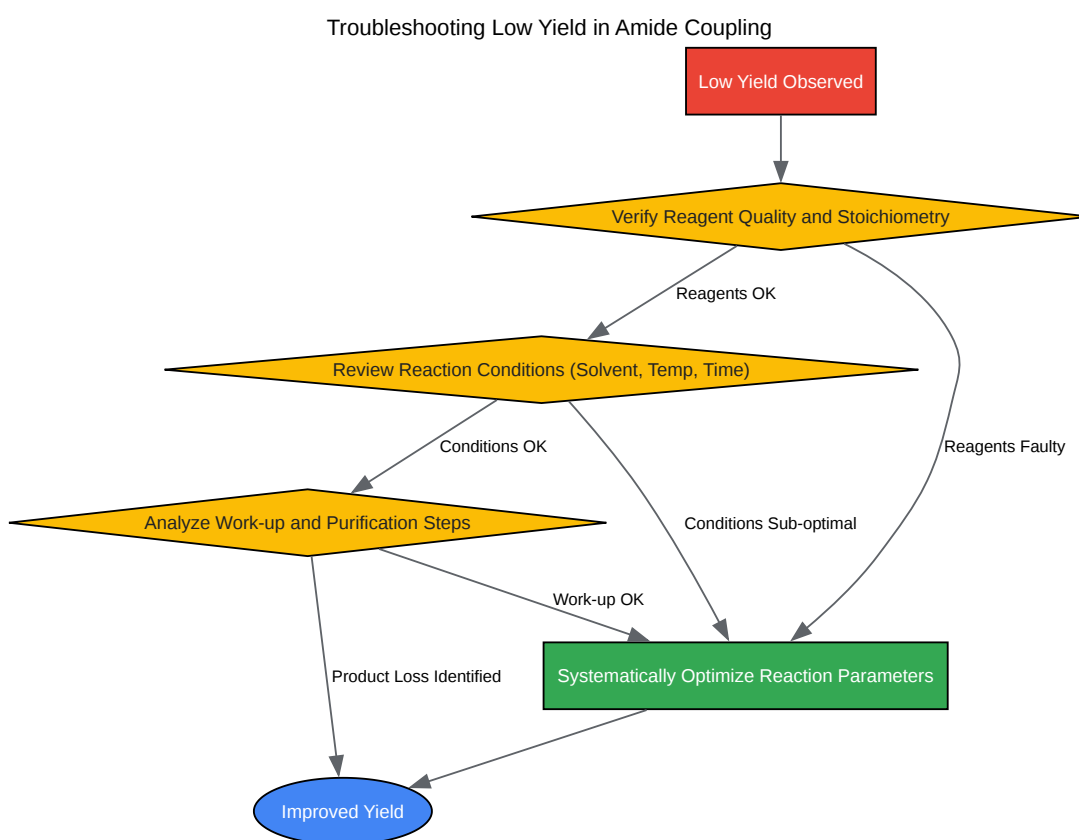 Troubleshooting Low Yield in Amide Coupling
Low Yield Observed
Verify Reagent Quality and Stoichiometry
Reagents OK
Review Reaction Conditions (Solvent, Temp, Time)
Conditions OK
Reagents Faulty
Analyze Work-up and Purification Steps
Conditions Sub-optimal
Work-up OK
Product Loss Identified
Systematically Optimize Reaction Parameters
Improved Yield